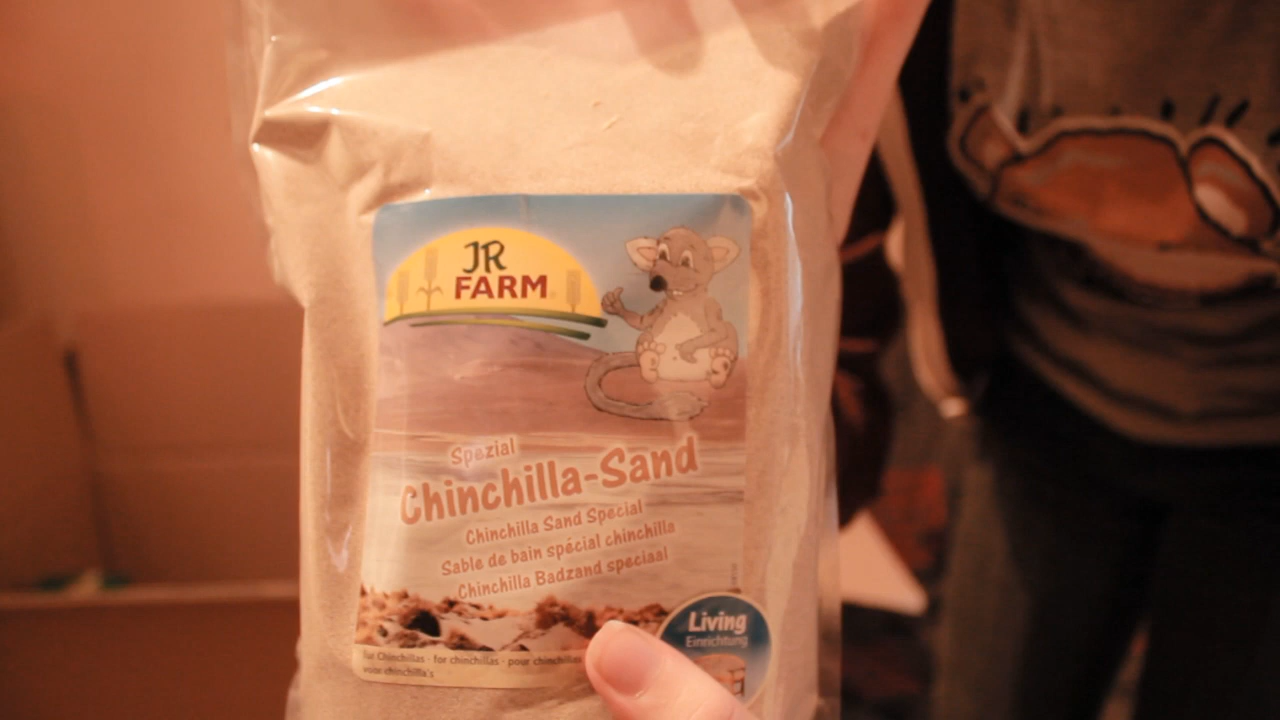 JR
FARM
Spezial
Chinchilla-Sand
Chinchilla Sand Special
Sable de bain spécial chinchilla
Chinchilla Badzand speciaal
Living
Einrichtung
für Chinchillas · for chinchillas · pour chinchillas
voor chinchilla's